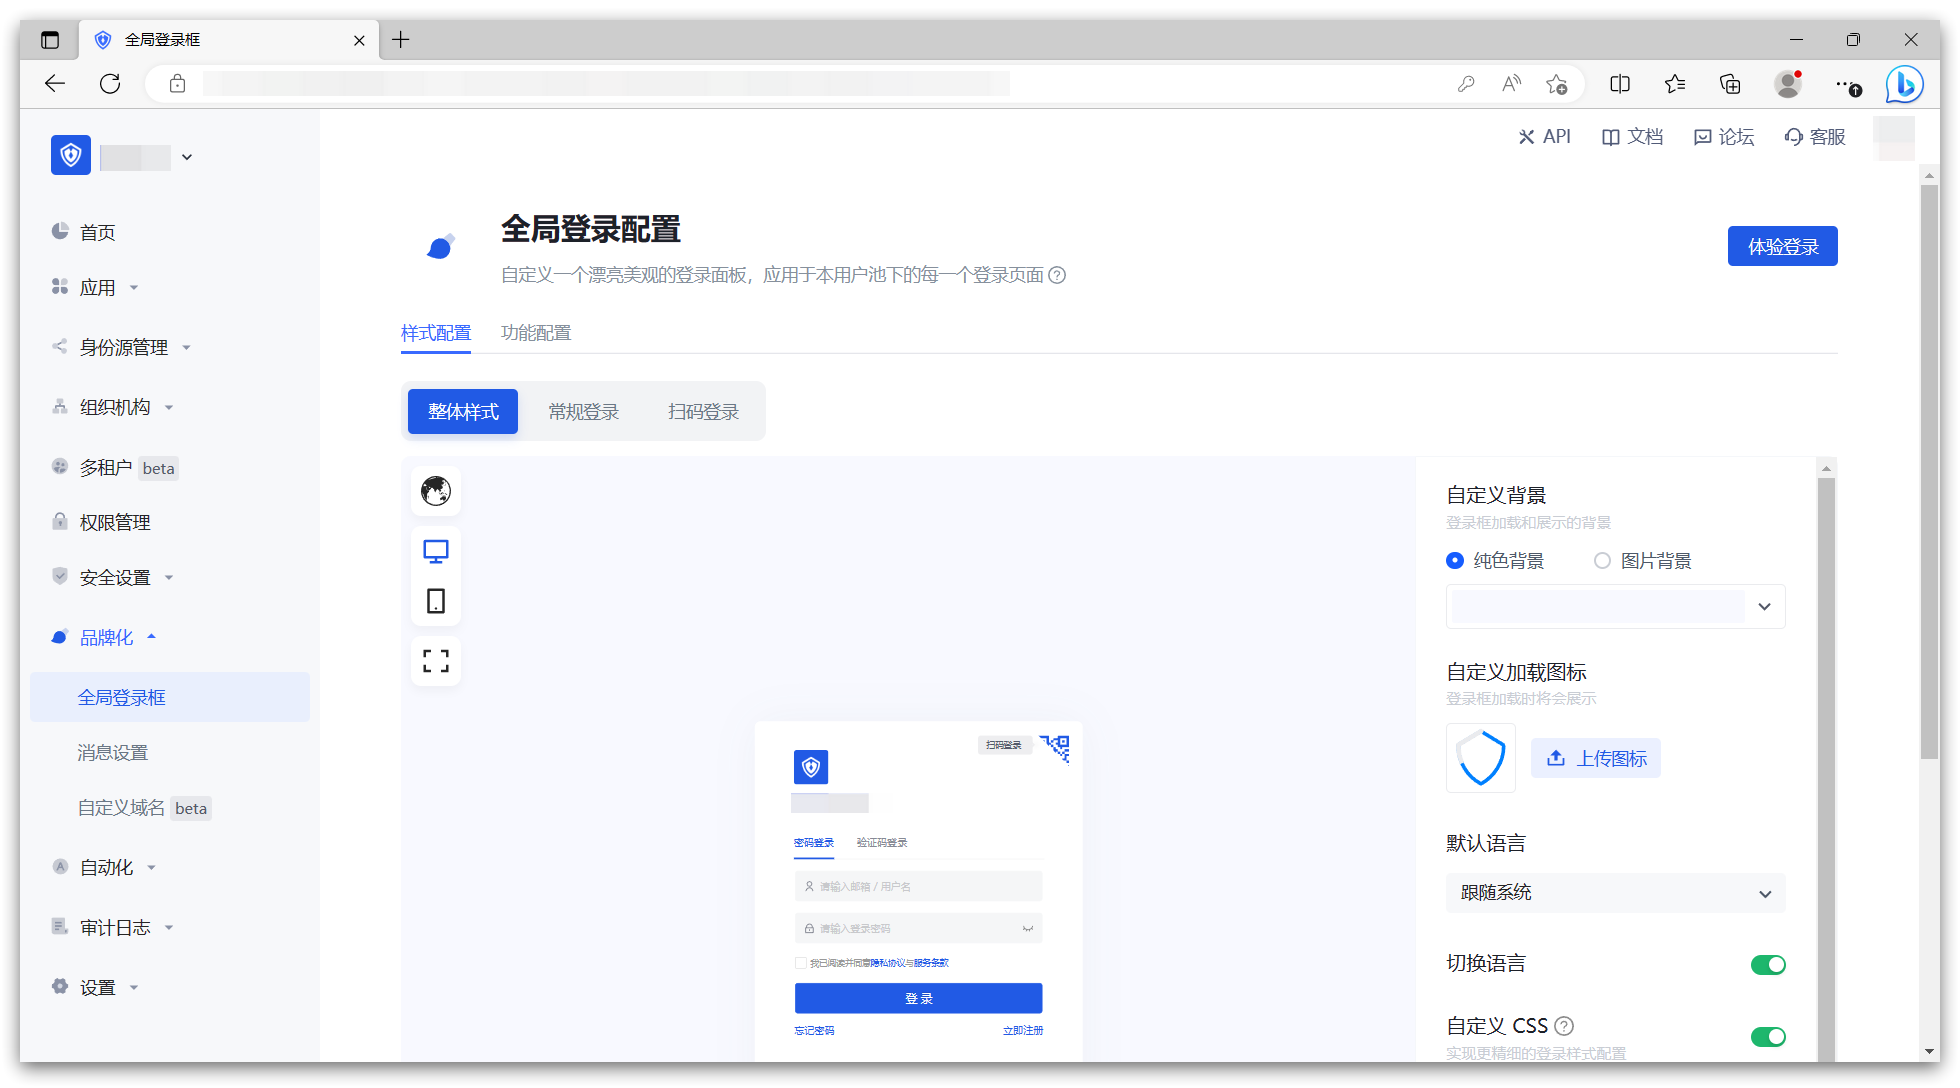 全局登录框
API
文档
论坛
客服
首页
应用
身份源管理
组织机构
多租户 beta
权限管理
安全设置
品牌化
全局登录框
消息设置
自定义域名 beta
自动化
审计日志
设置
全局登录配置
自定义一个漂亮美观的登录面板，应用于本用户池下的每一个登录页面
体验登录
样式配置
功能配置
整体样式
常规登录
扫码登录
扫码登录
密码登录
验证码登录
请输入邮箱 / 用户名
请输入登录密码
我已阅读并同意隐私协议与服务条款
登 录
忘记密码
立即注册
自定义背景
登录框加载和展示的背景
纯色背景
图片背景
自定义加载图标
登录框加载时将会展示
上传图标
默认语言
跟随系统
切换语言
自定义 CSS
实现更精细的登录样式配置